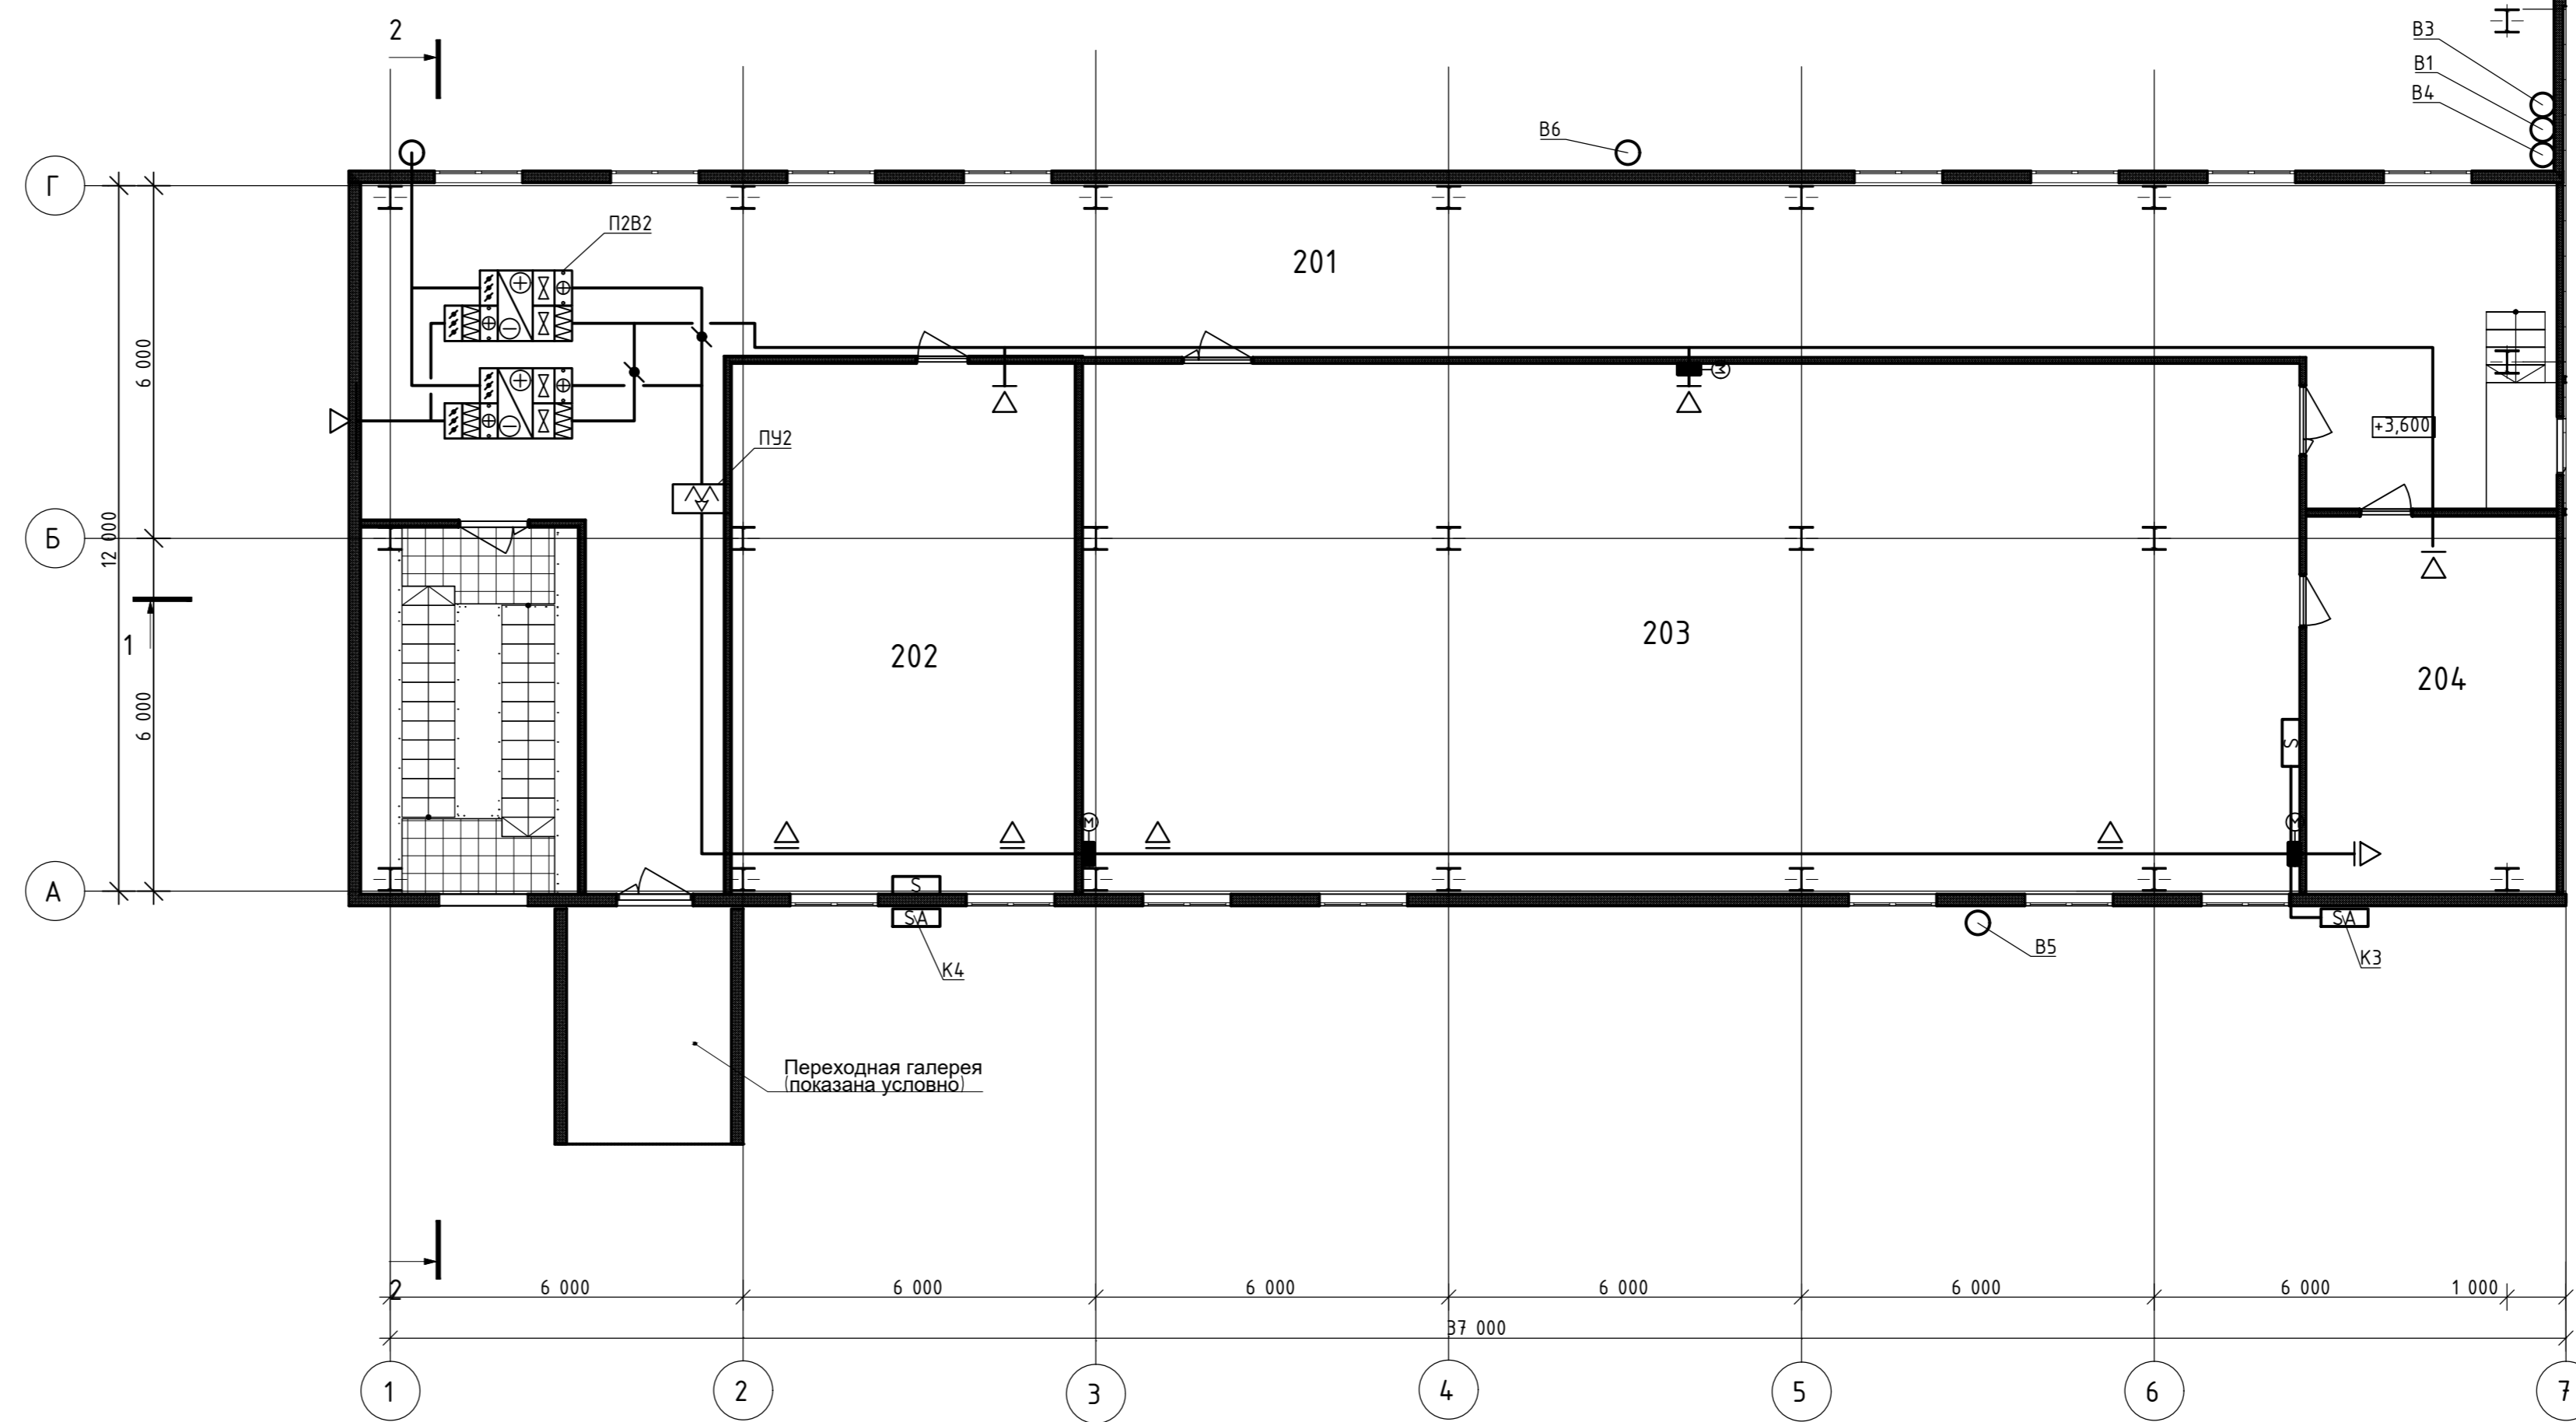 2
В3
В1
В4
В6
Г
П2В2
201
6 000
12 000
ПУ2
+3,600
М
Б
1
6 000
202
203
204
S
М
М
А
S
SA
SA
К4
В5
К3
Переходная галерея
(показана условно)
2
6 000
6 000
6 000
6 000
6 000
6 000
1 000
37 000
1
2
3
4
5
6
7